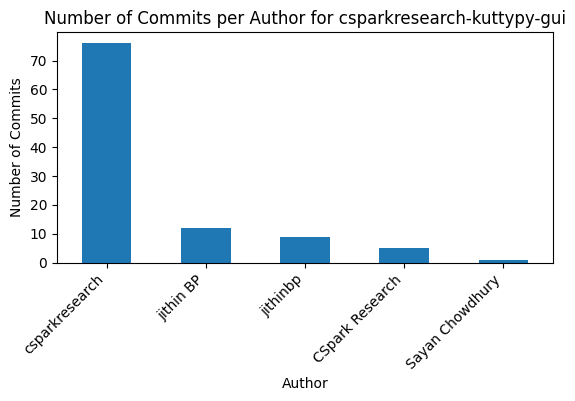 Number of Commits per Author for csparkresearch-kuttypy-gui
Number of Commits
70
60
50
40
30
20
10
0
csparkresearch
jithin BP
jithinbp
CSpark Research
Sayan Chowdhury
Author